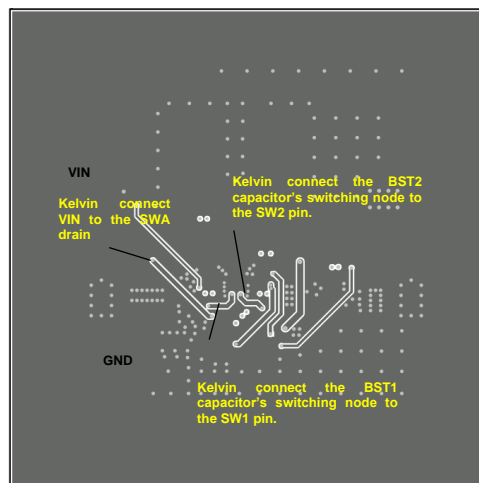 VIN
Kelvin connect
VIN to the SWA
drain
Kelvin connect the BST2
capacitor's switching node to
the SW2 pin.
GND
Kelvin connect the BST1
capacitor's switching node to
the SW1 pin.